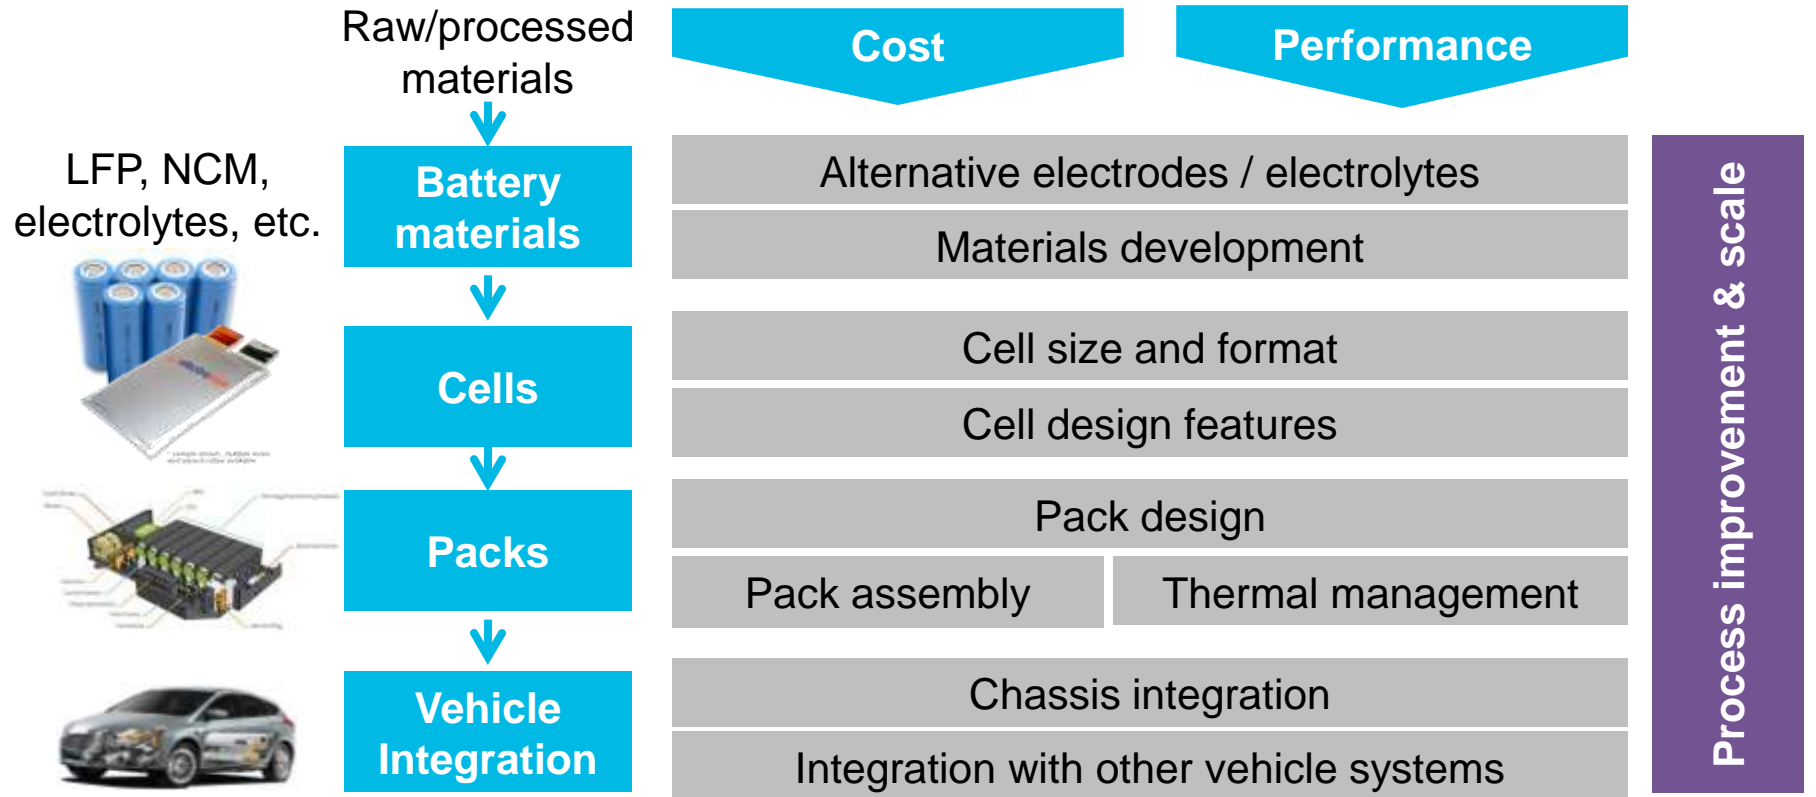 Raw/processed
materials
Cost
Performance
LFP, NCM,
electrolytes, etc.
Battery
materials
Alternative electrodes / electrolytes
Materials development
Cells
Cell size and format
Cell design features
Packs
Pack design
Pack assembly
Thermal management
Vehicle
Integration
Chassis integration
Integration with other vehicle systems
Process improvement & scale